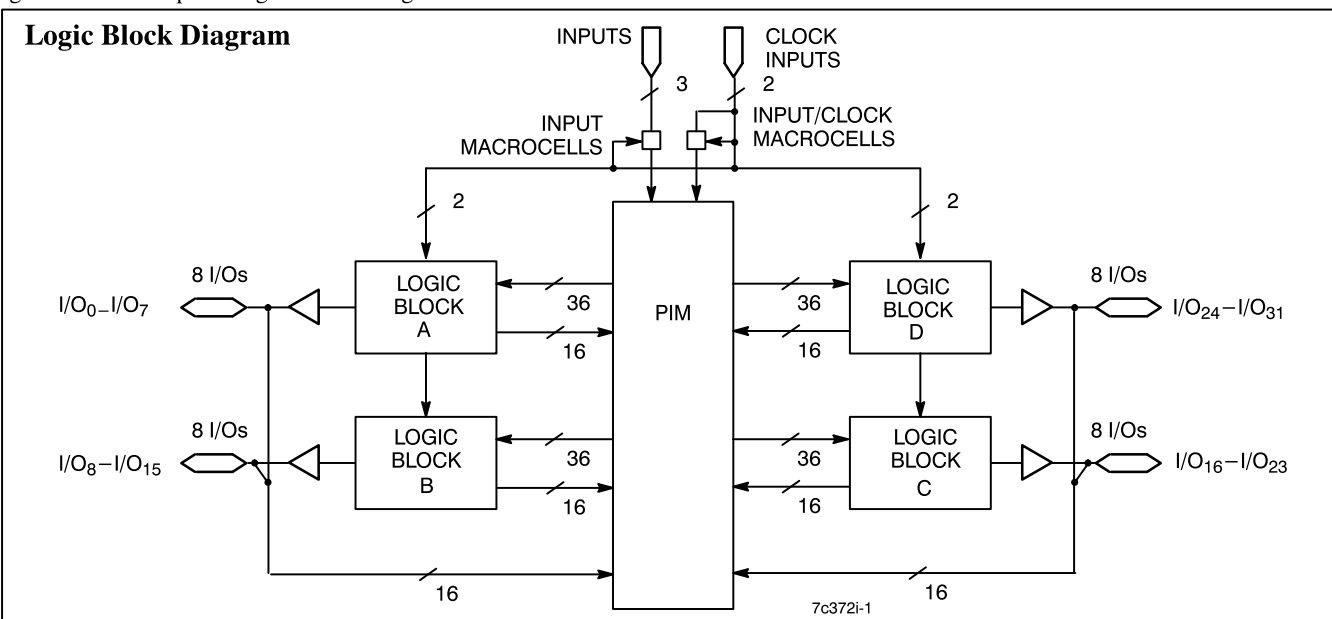 Logic Block Diagram
INPUTS
CLOCK
INPUTS
3
2
INPUT
MACROCELLS
INPUT/CLOCK
MACROCELLS
2
2
8 I/Os
I/O0–I/O7
LOGIC
BLOCK
A
36
16
PIM
36
16
LOGIC
BLOCK
D
8 I/Os
I/O24–I/O31
8 I/Os
I/O8–I/O15
LOGIC
BLOCK
B
36
16
36
16
LOGIC
BLOCK
C
8 I/Os
I/O16–I/O23
16
16
7c372i-1